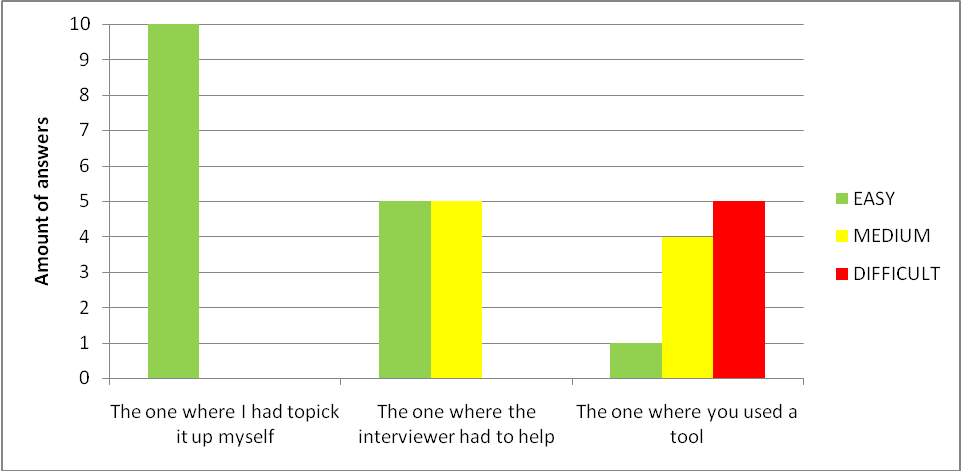 10
9
8
7
6
5
4
3
2
1
0
Amount of answers
The one where I had topick
it up myself
The one where the
interviewer had to help
The one where you used a
tool
EASY
MEDIUM
DIFFICULT